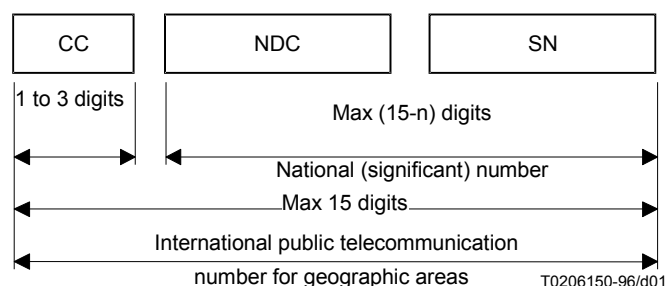 CC NDC SN
1 to 3 digits
Max (15-n) digits
National (significant) number
Max 15 digits
International public telecommunication
number for geographic areas
T0206150-96/d01